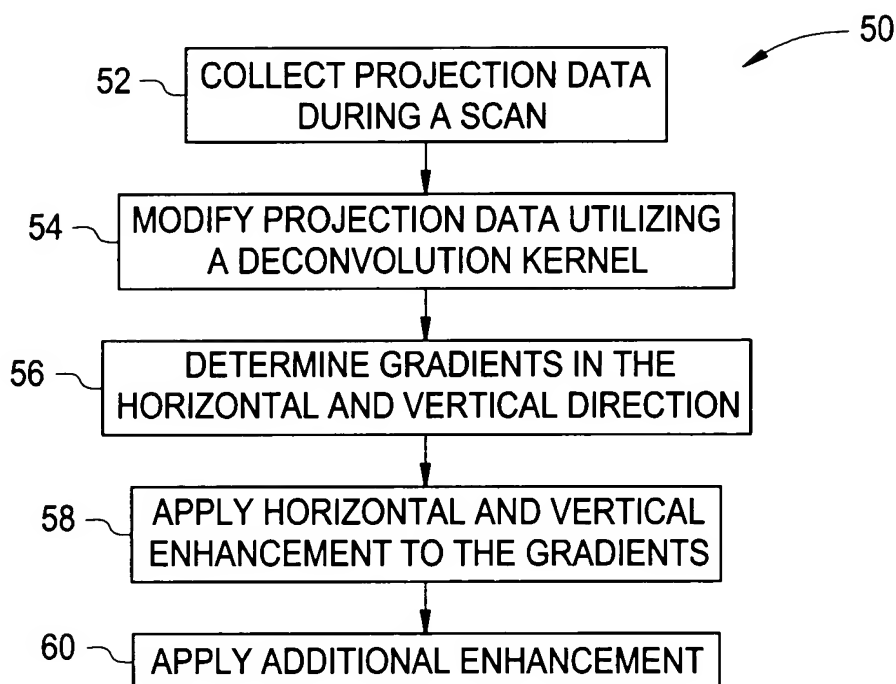 50
52
COLLECT PROJECTION DATA
DURING A SCAN
54
MODIFY PROJECTION DATA UTILIZING
A DECONVOLUTION KERNEL
56
DETERMINE GRADIENTS IN THE
HORIZONTAL AND VERTICAL DIRECTION
58
APPLY HORIZONTAL AND VERTICAL
ENHANCEMENT TO THE GRADIENTS
60
APPLY ADDITIONAL ENHANCEMENT